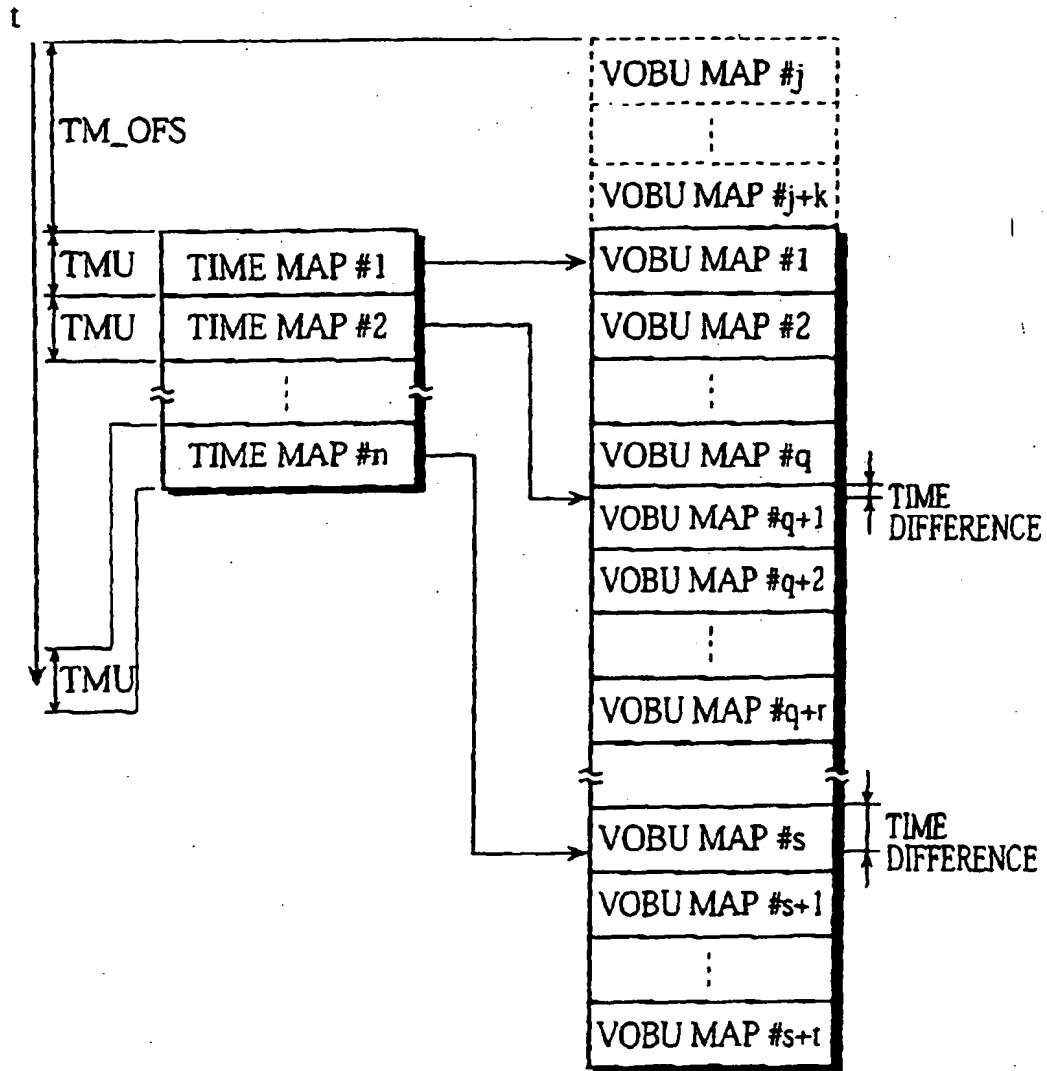 t
VOBU MAP #j
TM_OFS
VOBU MAP #j+k
TMU
TIME MAP #1
VOBU MAP #1
TMU
TIME MAP #2
VOBU MAP #2
TIME MAP #n
VOBU MAP #q
VOBU MAP #q+1
TIME
DIFFERENCE
VOBU MAP #q+2
TMU
VOBU MAP #q+r
VOBU MAP #s
TIME
DIFFERENCE
VOBU MAP #s+1
VOBU MAP #s+t